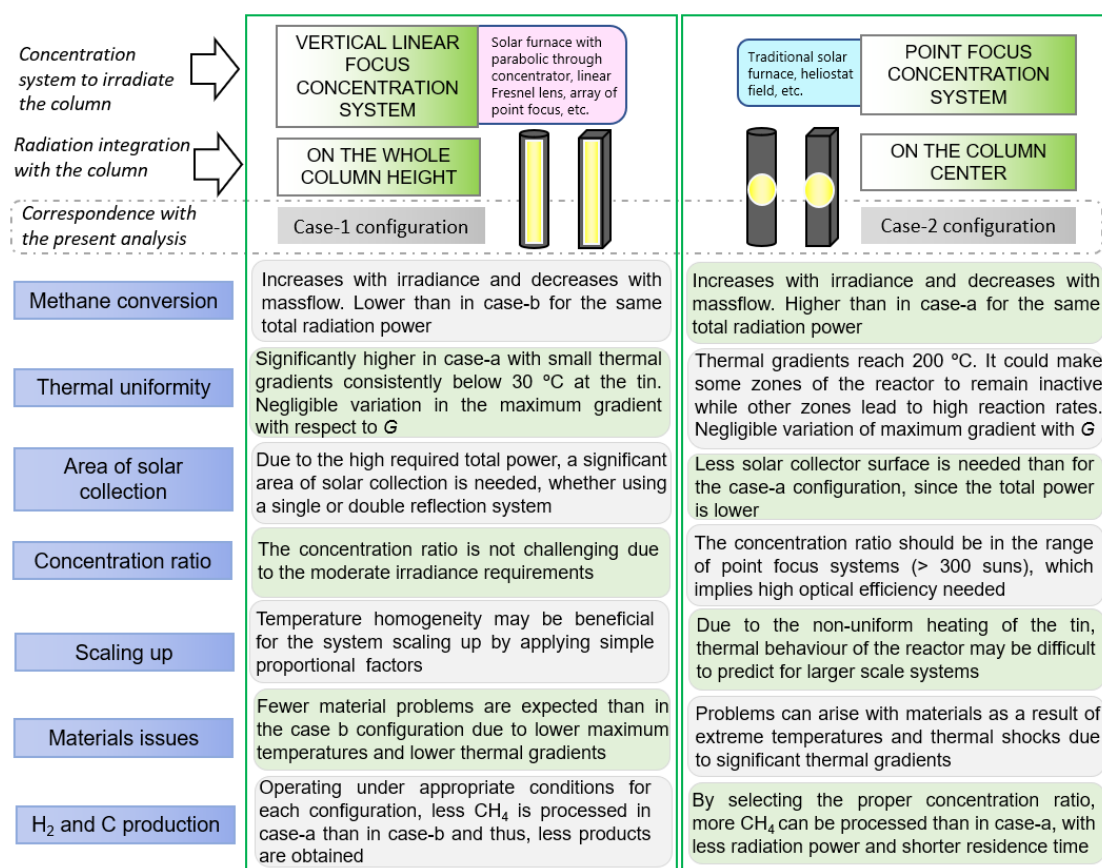 Concentration
system to irradiate
the column
VERTICAL LINEAR
FOCUS
CONCENTRATION
SYSTEM
Solar furnace with
parabolic through
concentrator, linear
Fresnel lens, array of
point focus, etc.
Traditional solar
furnace, heliostat
field, etc.
POINT FOCUS
CONCENTRATION
SYSTEM
Radiation integration
with the column
ON THE WHOLE
COLUMN HEIGHT
ON THE COLUMN
CENTER
Correspondence with
the present analysis
Case-1 configuration
Case-2 configuration
Methane conversion
Increases with irradiance and decreases with
massflow. Lower than in case-b for the same
total radiation power
Increases with irradiance and decreases with
massflow. Higher than in case-a for the same
total radiation power
Thermal uniformity
Significantly higher in case-a with small thermal
gradients consistently below 30 ºC at the tin.
Negligible variation in the maximum gradient
with respect to G
Thermal gradients reach 200 ºC. It could make
some zones of the reactor to remain inactive
while other zones lead to high reaction rates.
Negligible variation of maximum gradient with G
Area of solar
collection
Due to the high required total power, a significant
area of solar collection is needed, whether using
a single or double reflection system
Less solar collector surface is needed than for
the case-a configuration, since the total power
is lower
Concentration ratio
The concentration ratio is not challenging due
to the moderate irradiance requirements
The concentration ratio should be in the range
of point focus systems (> 300 suns), which
implies high optical efficiency needed
Scaling up
Temperature homogeneity may be beneficial
for the system scaling up by applying simple
proportional factors
Due to the non-uniform heating of the tin,
thermal behaviour of the reactor may be difficult
to predict for larger scale systems
Materials issues
Fewer material problems are expected than in
the case b configuration due to lower maximum
temperatures and lower thermal gradients
Problems can arise with materials as a result of
extreme temperatures and thermal shocks due
to significant thermal gradients
H₂ and C production
Operating under appropriate conditions for
each configuration, less CH₄ is processed in
case-a than in case-b and thus, less products
are obtained
By selecting the proper concentration ratio,
more CH₄ can be processed than in case-a, with
less radiation power and shorter residence time